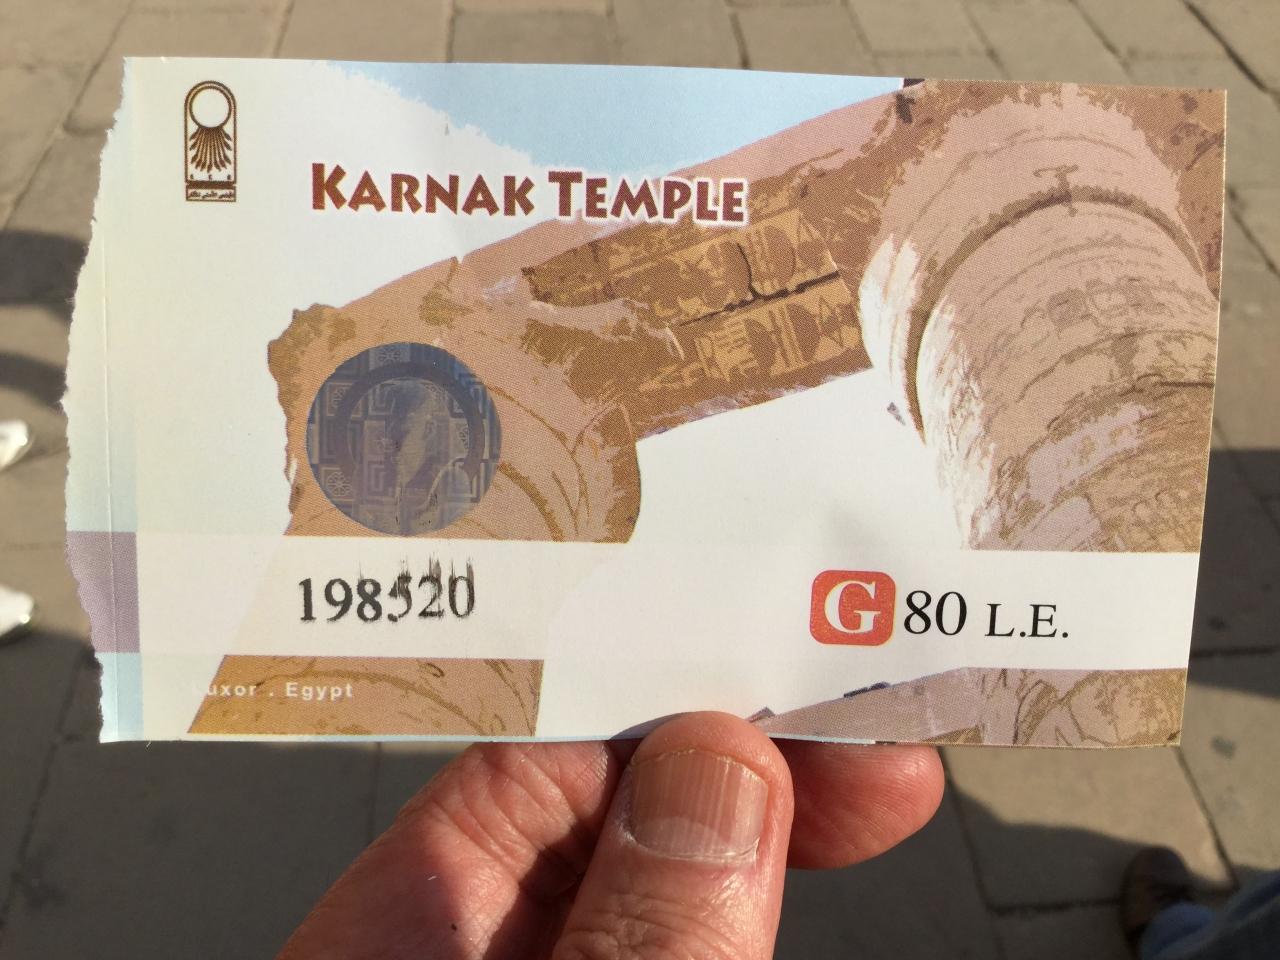 KARNAK TEMPLE
198520
G 80 L.E.
Luxor . Egypt